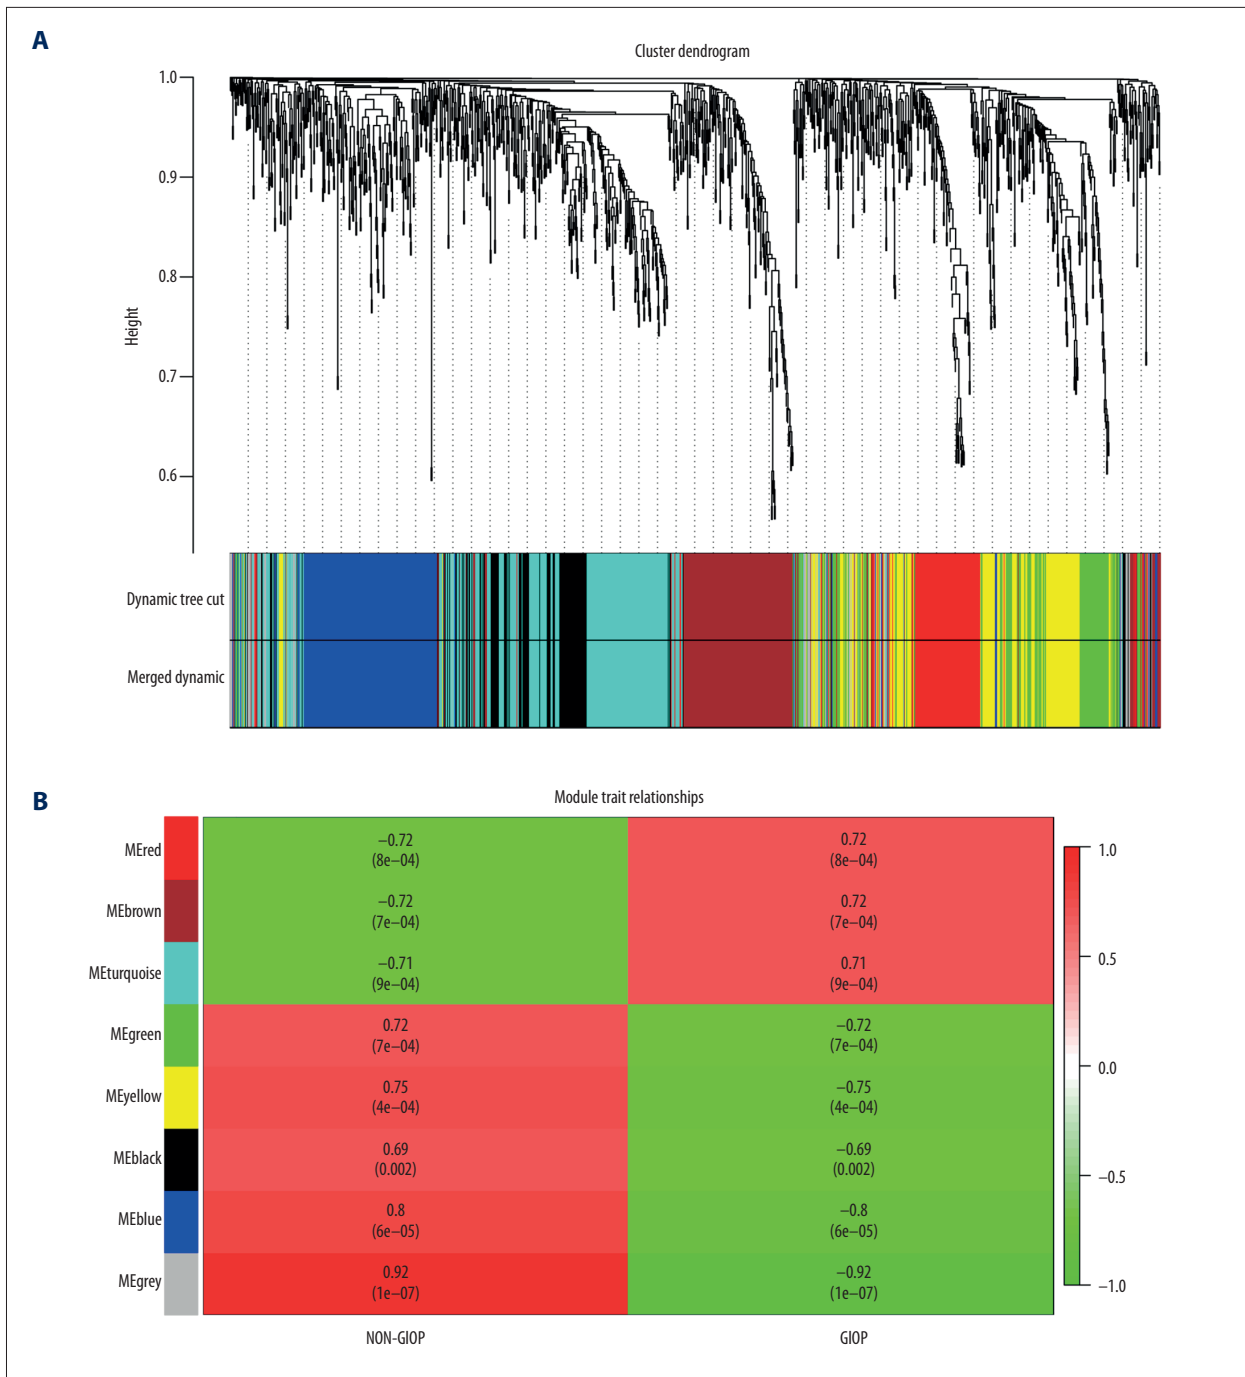 A
Cluster dendrogram
1.0
0.9
0.8
0.7
0.6
Height
Dynamic tree cut
Merged dynamic
B
Module trait relationships
MEred
−0.72
(8e−04)
0.72
(8e−04)
MEbrown
−0.72
(7e−04)
0.72
(7e−04)
MEturquoise
−0.71
(9e−04)
0.71
(9e−04)
MEgreen
0.72
(7e−04)
−0.72
(7e−04)
MEyellow
0.75
(4e−04)
−0.75
(4e−04)
MEblack
0.69
(0.002)
−0.69
(0.002)
MEblue
0.8
(6e−05)
−0.8
(6e−05)
MEgrey
0.92
(1e−07)
−0.92
(1e−07)
NON-GIOP
GIOP
1.0
0.5
0.0
−0.5
−1.0